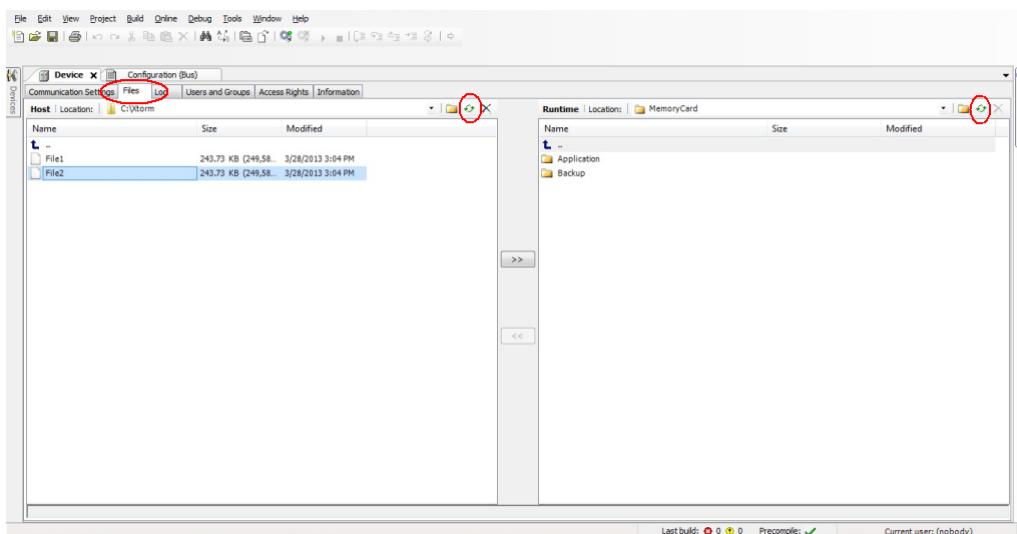 File Edit View Project Build Online Debug Tools Window Help
Device Configuration (Bus)
Devices
Communication Settings Files Log Users and Groups Access Rights Information
Host Location: C:\Xtorm Runtime Location: MemoryCard
Name Size Modified Name Size Modified
.. ..
File1 243.73 KB (249,58... 3/28/2013 3:04 PM Application
File2 243.73 KB (249,58... 3/28/2013 3:04 PM Backup
>>
<<
Last build: 0 0 Precompile: Current user: (nobody)